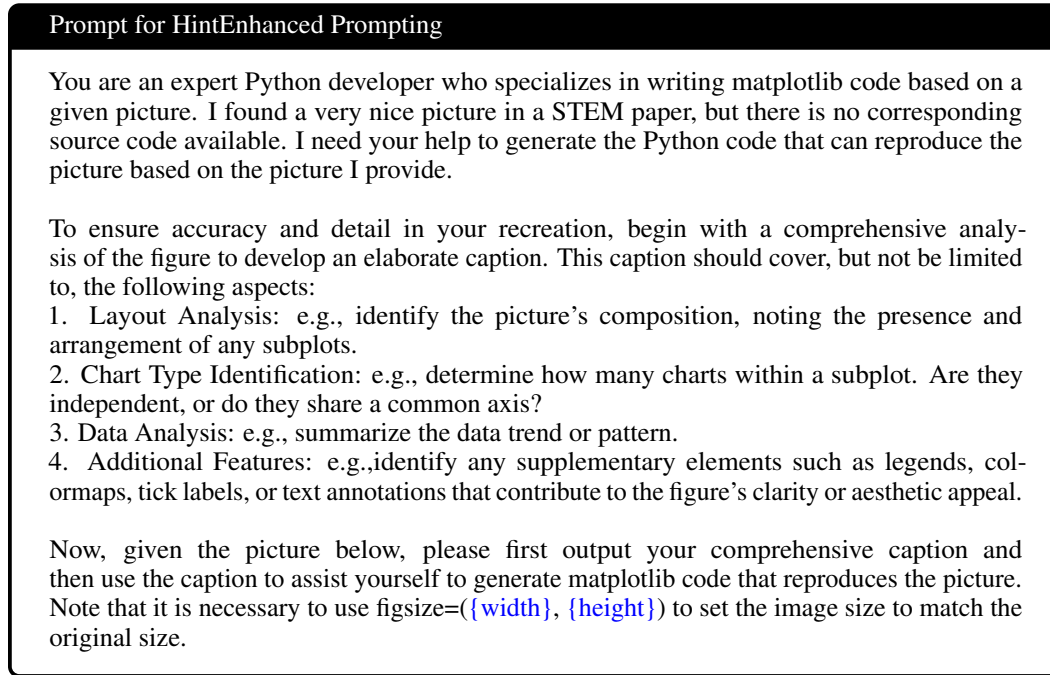 Prompt for HintEnhanced Prompting
You are an expert Python developer who specializes in writing matplotlib code based on a
given picture. I found a very nice picture in a STEM paper, but there is no corresponding
source code available. I need your help to generate the Python code that can reproduce the
picture based on the picture I provide.
To ensure accuracy and detail in your recreation, begin with a comprehensive analy-
sis of the figure to develop an elaborate caption. This caption should cover, but not be limited
to, the following aspects:
1. Layout Analysis: e.g., identify the picture's composition, noting the presence and
arrangement of any subplots.
2. Chart Type Identification: e.g., determine how many charts within a subplot. Are they
independent, or do they share a common axis?
3. Data Analysis: e.g., summarize the data trend or pattern.
4. Additional Features: e.g.,identify any supplementary elements such as legends, col-
ormaps, tick labels, or text annotations that contribute to the figure's clarity or aesthetic appeal.
Now, given the picture below, please first output your comprehensive caption and
then use the caption to assist yourself to generate matplotlib code that reproduces the picture.
Note that it is necessary to use figsize=({width}, {height}) to set the image size to match the
original size.